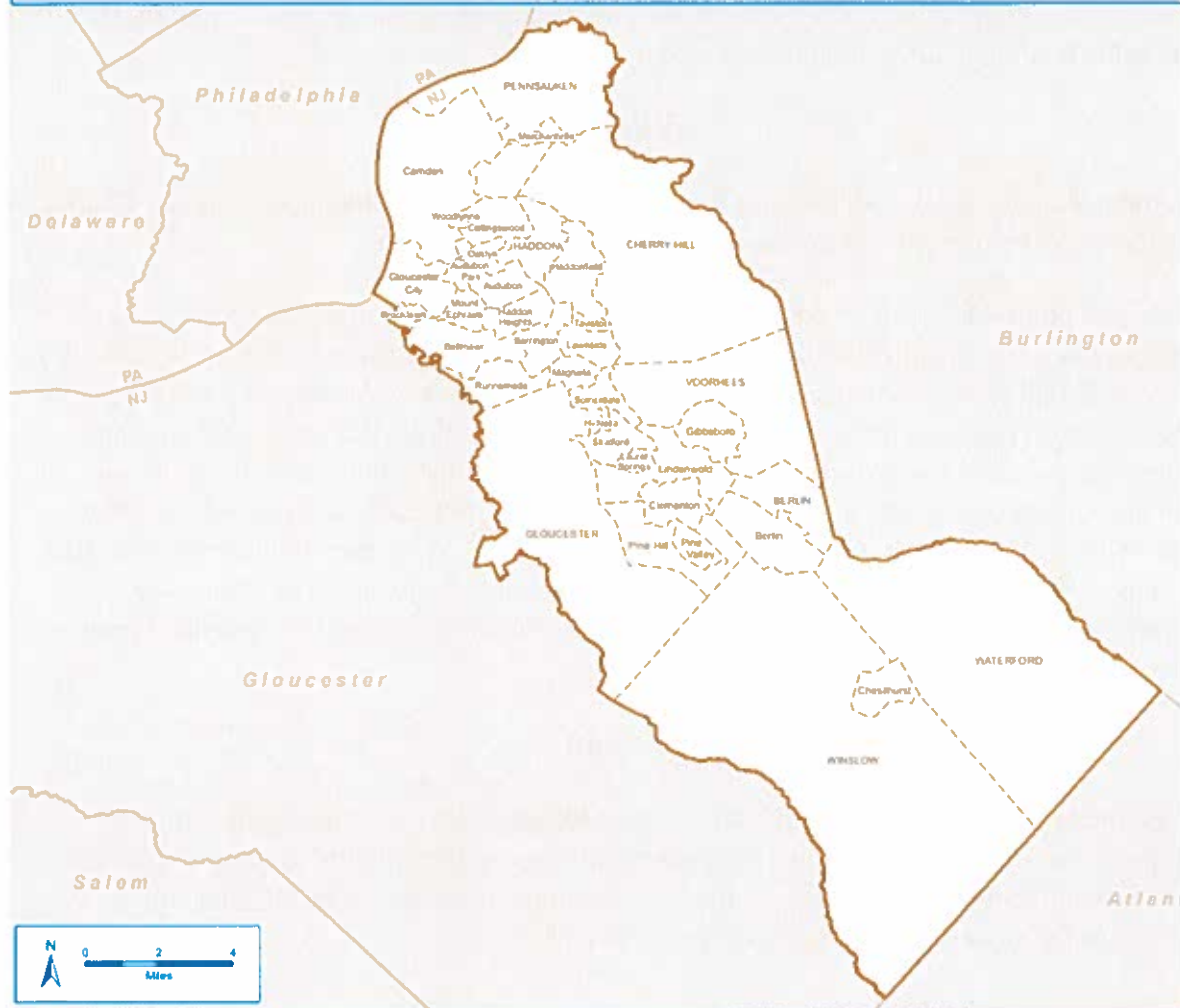 PA
NJ
Philadelphia
PENNSAUKEN
Merchantville
Camden
Delaware
Woodlynne
Collingswood
CHERRY HILL
Oaklyn
HADDON
Audubon
Park
Haddonfield
Gloucester
City
Audubon
Mount
Ephraim
Brooklawn
Haddon
Heights
Tavistock
Bellmawr
Barrington
Lawnside
Burlington
PA
NJ
Runnemede
Magnolia
VOORHEES
Somerdale
Hi-Nella
Stratford
Gibbsboro
Laurel
Springs
Lindenwold
Clementon
BERLIN
GLOUCESTER
Pine Hill
Pine
Valley
Berlin
Gloucester
WATERFORD
Chesilhurst
WINSLOW
Salem
Atlan
N
0 2 4
Miles